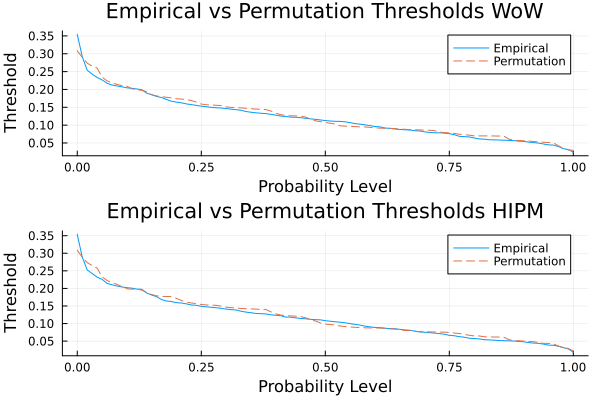 Empirical vs Permutation Thresholds WoW
Threshold
0.35
0.30
0.25
0.20
0.15
0.10
0.05
Empirical
Permutation
0.00 0.25 0.50 0.75 1.00
Probability Level
Empirical vs Permutation Thresholds HIPM
Threshold
0.35
0.30
0.25
0.20
0.15
0.10
0.05
Empirical
Permutation
0.00 0.25 0.50 0.75 1.00
Probability Level